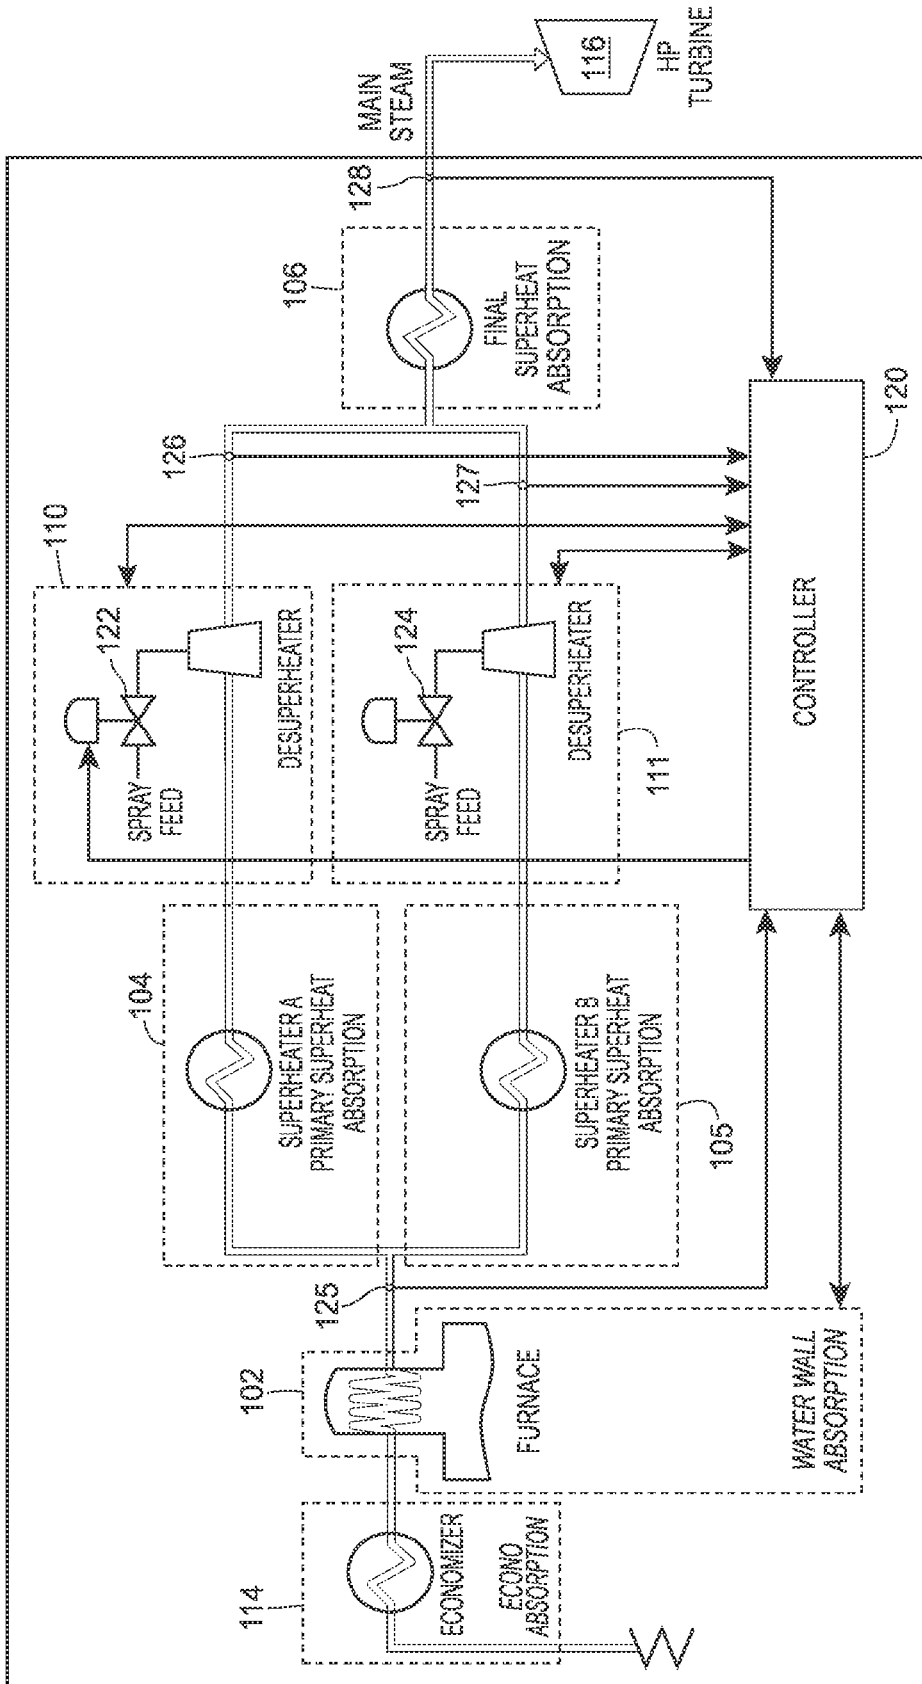 114
ECONOMIZER
ECONO
ABSORPTION
102
FURNACE
WATER WALL
ABSORPTION
125
104
SUPERHEATER A
PRIMARY SUPERHEAT
ABSORPTION
SUPERHEATER B
PRIMARY SUPERHEAT
ABSORPTION
105
110
122
SPRAY
FEED
DESUPERHEATER
124
SPRAY
FEED
DESUPERHEATER
111
126
127
CONTROLLER
120
106
FINAL
SUPERHEAT
ABSORPTION
128
MAIN
STEAM
116
HP
TURBINE